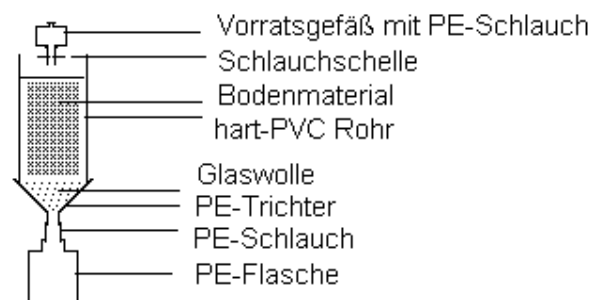 Vorratsgefäß mit PE-Schlauch
Schlauchschelle
Bodenmaterial
hart-PVC Rohr
Glaswolle
PE-Trichter
PE-Schlauch
PE-Flasche